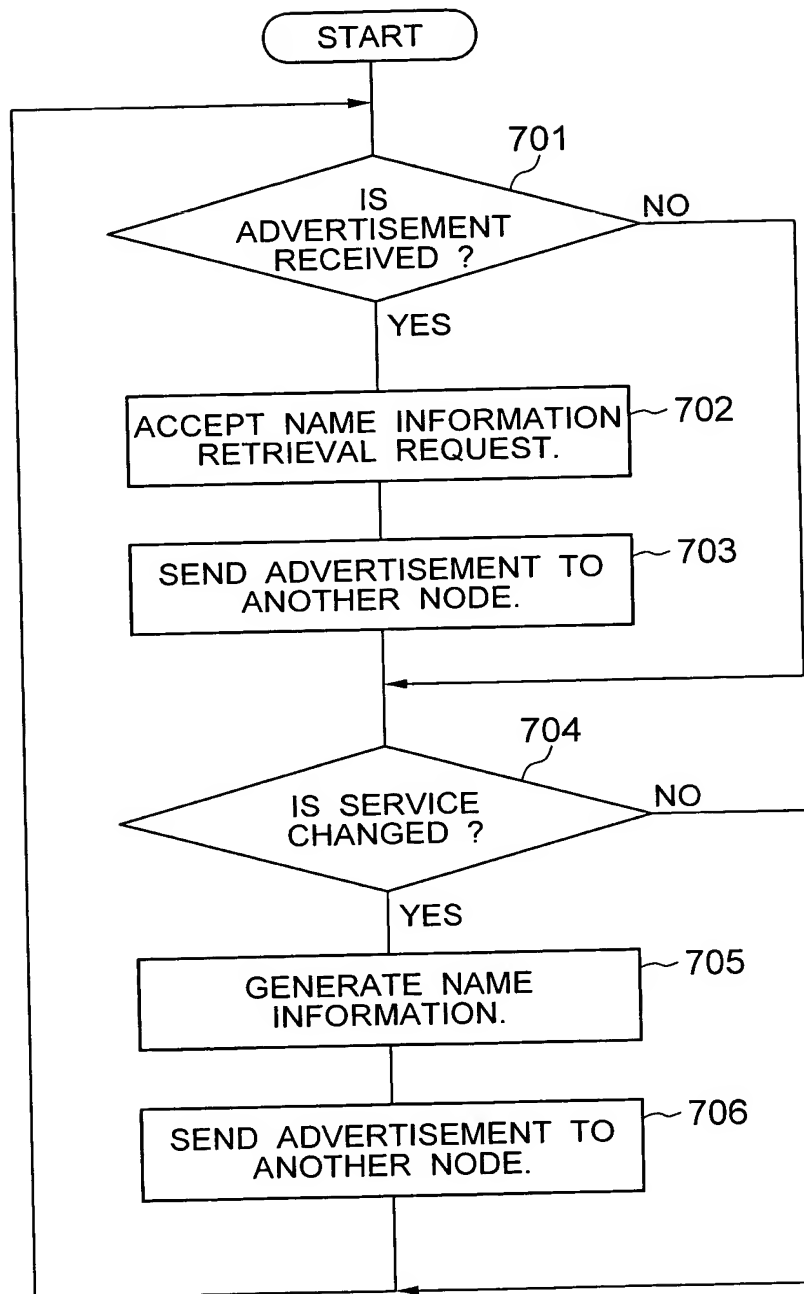 START
701
IS
ADVERTISEMENT
RECEIVED ?
NO
YES
ACCEPT NAME INFORMATION
RETRIEVAL REQUEST.
702
SEND ADVERTISEMENT TO
ANOTHER NODE.
703
704
IS SERVICE
CHANGED ?
NO
YES
GENERATE NAME
INFORMATION.
705
SEND ADVERTISEMENT TO
ANOTHER NODE.
706